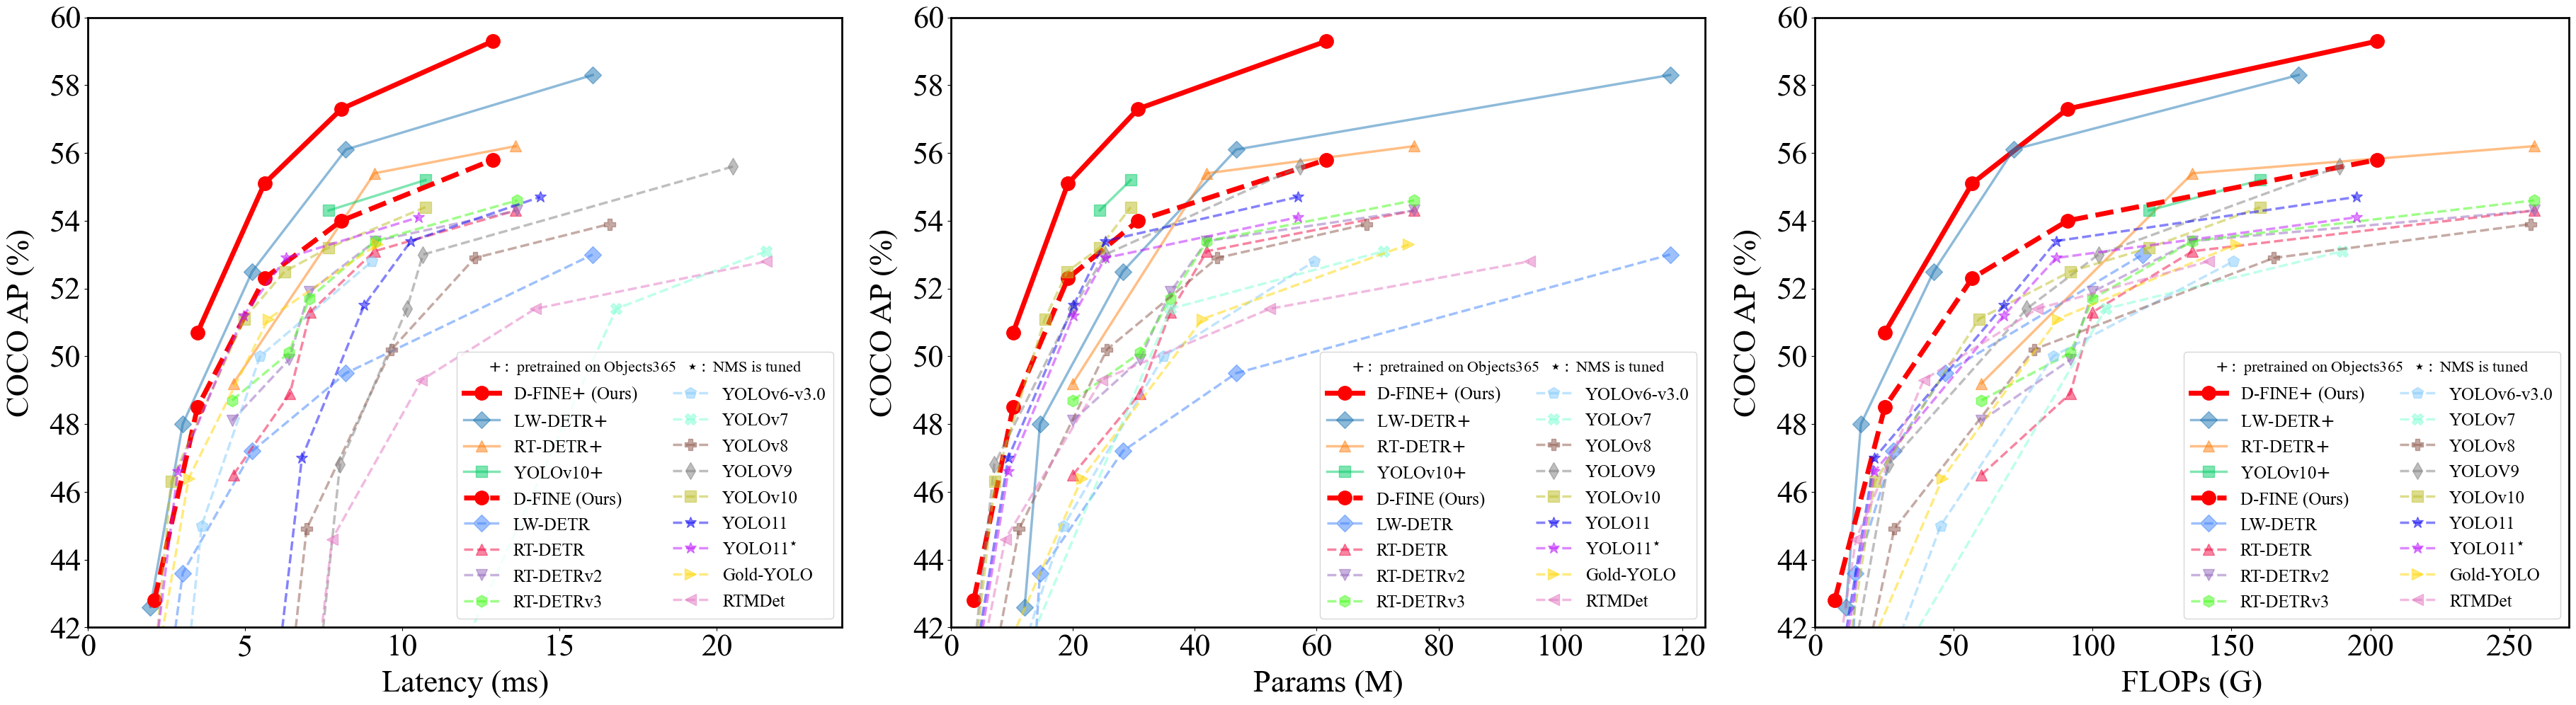 60
58
56
54
52
50
48
46
44
42
COCO AP (%)
0 5 10 15 20
Latency (ms)
+ : pretrained on Objects365 ⋆ : NMS is tuned
D-FINE+ (Ours)
LW-DETR+
RT-DETR+
YOLOv10+
D-FINE (Ours)
LW-DETR
RT-DETR
RT-DETRv2
RT-DETRv3
YOLOv6-v3.0
YOLOv7
YOLOv8
YOLOV9
YOLOv10
YOLO11
YOLO11⋆
Gold-YOLO
RTMDet
60
58
56
54
52
50
48
46
44
42
COCO AP (%)
0 20 40 60 80 100 120
Params (M)
+ : pretrained on Objects365 ⋆ : NMS is tuned
D-FINE+ (Ours)
LW-DETR+
RT-DETR+
YOLOv10+
D-FINE (Ours)
LW-DETR
RT-DETR
RT-DETRv2
RT-DETRv3
YOLOv6-v3.0
YOLOv7
YOLOv8
YOLOV9
YOLOv10
YOLO11
YOLO11⋆
Gold-YOLO
RTMDet
60
58
56
54
52
50
48
46
44
42
COCO AP (%)
0 50 100 150 200 250
FLOPs (G)
+ : pretrained on Objects365 ⋆ : NMS is tuned
D-FINE+ (Ours)
LW-DETR+
RT-DETR+
YOLOv10+
D-FINE (Ours)
LW-DETR
RT-DETR
RT-DETRv2
RT-DETRv3
YOLOv6-v3.0
YOLOv7
YOLOv8
YOLOV9
YOLOv10
YOLO11
YOLO11⋆
Gold-YOLO
RTMDet